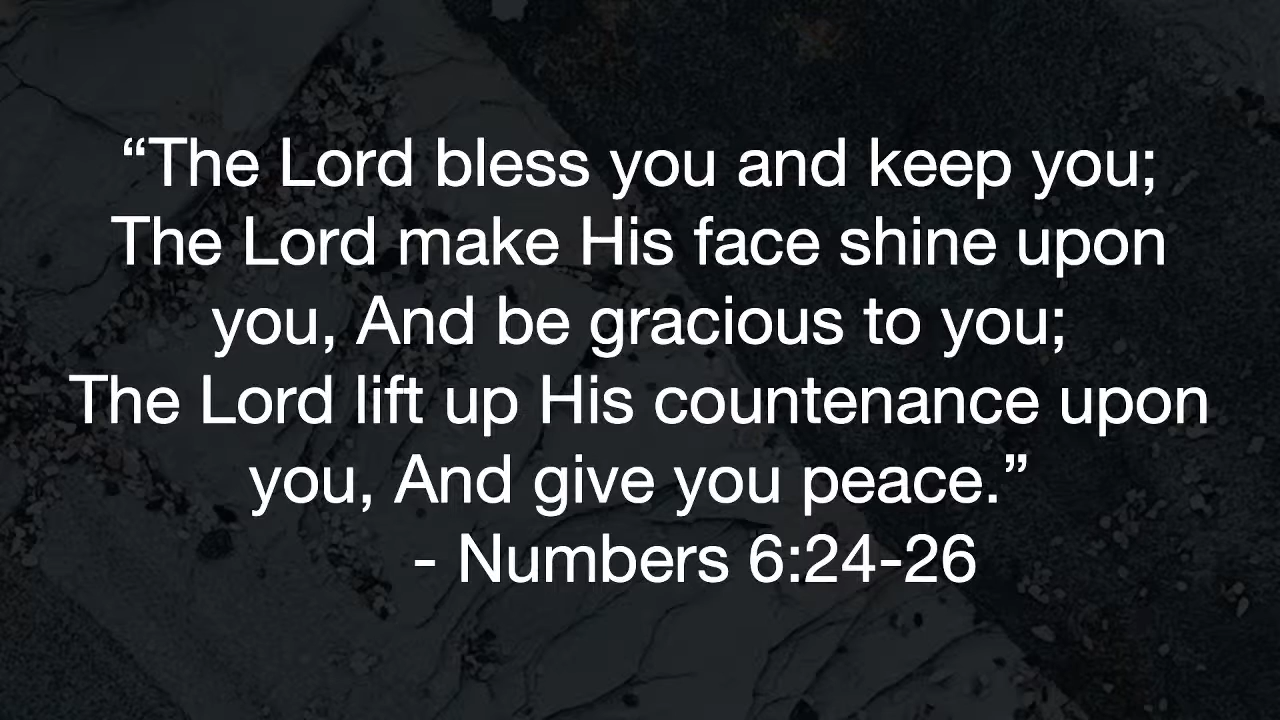 “The Lord bless you and keep you;
The Lord make His face shine upon
you, And be gracious to you;
The Lord lift up His countenance upon
you, And give you peace.”
- Numbers 6:24-26